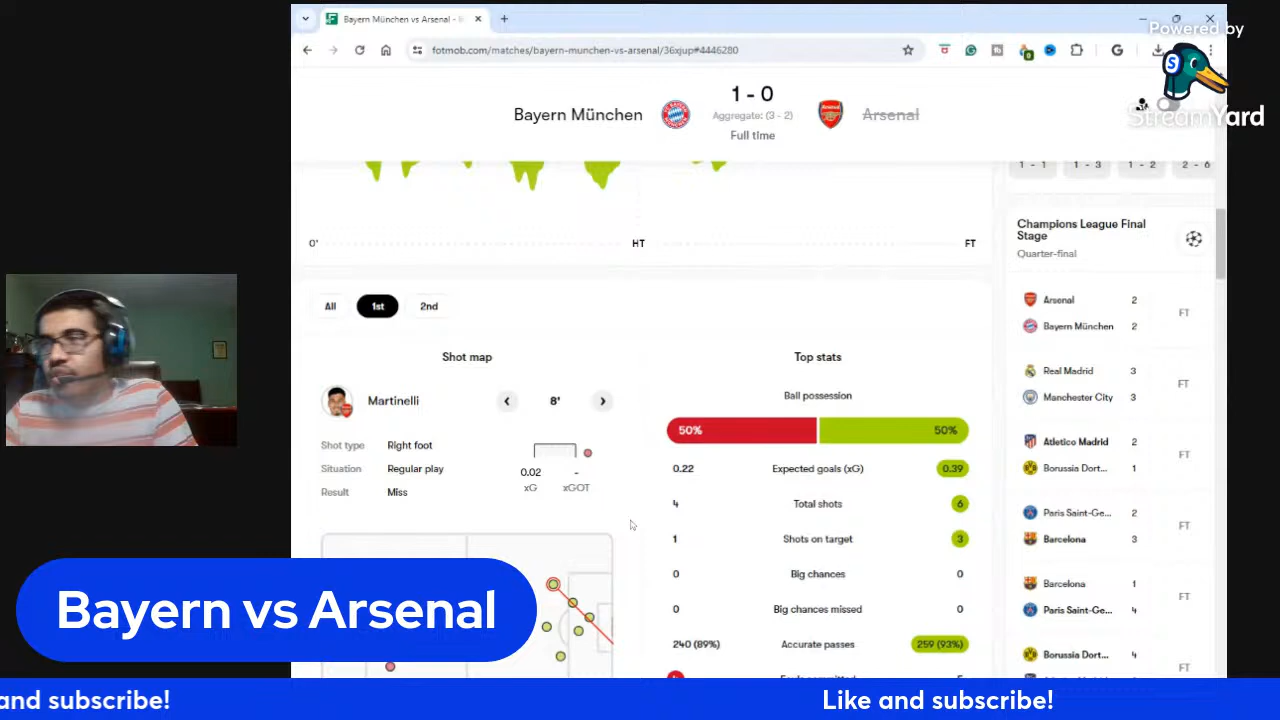 Bayern München vs Arsenal - B
fotmob.com/matches/bayern-munchen-vs-arsenal/36xjup#4446280
Powered by
StreamYard
Bayern München
1 - 0
Aggregate: (3 - 2)
Full time
Arsenal
1 - 1
1 - 3
1 - 2
2 - 6
0'
HT
FT
All
1st
2nd
Shot map
Martinelli
8'
Shot type Right foot
Situation Regular play
Result Miss
0.02
xG
-
xGOT
Top stats
Ball possession
50% 50%
0.22 Expected goals (xG) 0.39
4 Total shots 6
1 Shots on target 3
0 Big chances 0
0 Big chances missed 0
240 (89%) Accurate passes 259 (93%)
Champions League Final
Stage
Quarter-final
Arsenal 2
Bayern München 2
FT
Real Madrid 3
Manchester City 3
FT
Atletico Madrid 2
Borussia Dort... 1
FT
Paris Saint-Ge... 2
Barcelona 3
FT
Barcelona 1
Paris Saint-Ge... 4
FT
Borussia Dort... 4
FT
Bayern vs Arsenal
and subscribe!
Like and subscribe!